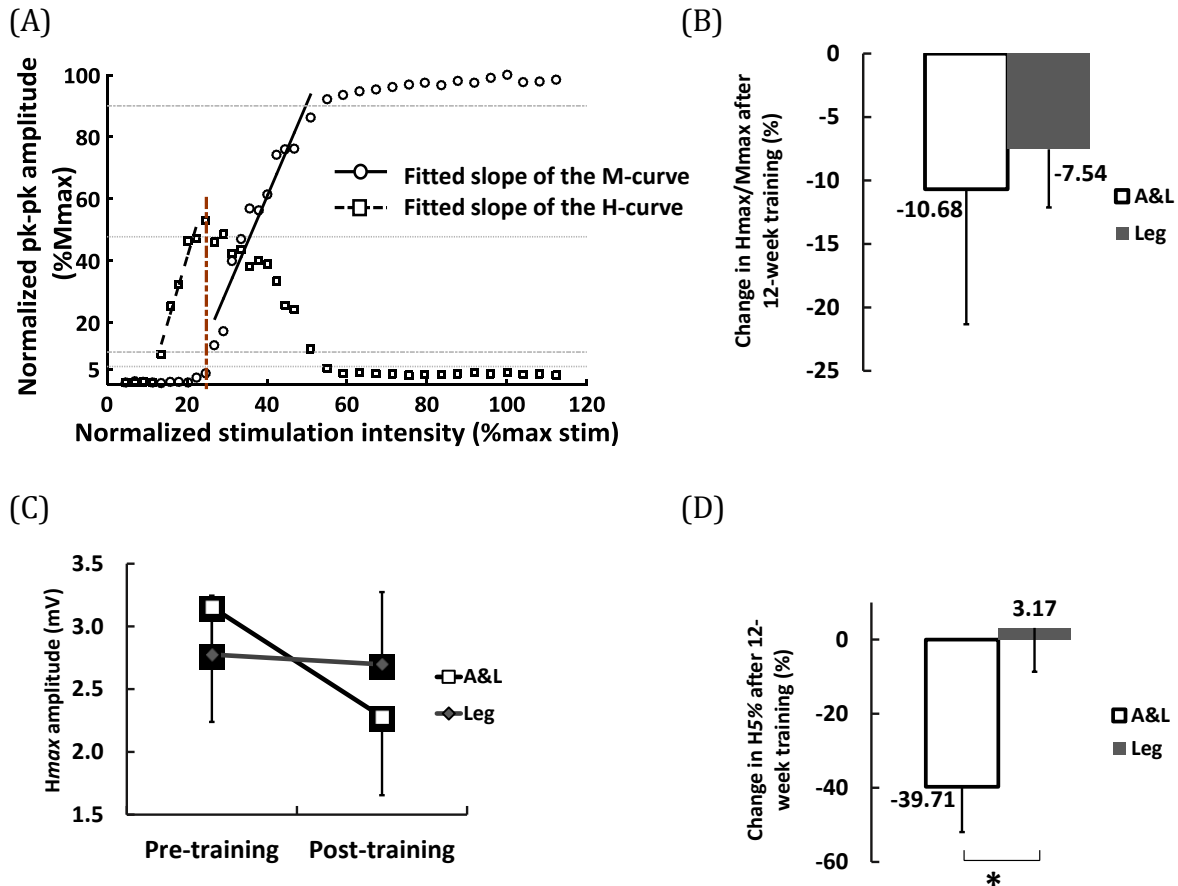 (A)
Normalized pk-pk amplitude
(%Mmax)
100
80
60
40
20
5
0
20
40
60
80
100
120
Normalized stimulation intensity (%max stim)
Fitted slope of the M-curve
Fitted slope of the H-curve
(B)
Change in Hmax/Mmax after
12-week training (%)
0
-5
-10
-15
-20
-25
-10.68
-7.54
A&L
Leg
(C)
Hmax amplitude (mV)
3.5
3.0
2.5
2.0
1.5
Pre-training
Post-training
A&L
Leg
(D)
Change in H5% after 12-
week training (%)
0
-20
-40
-60
3.17
-39.71
A&L
Leg
*